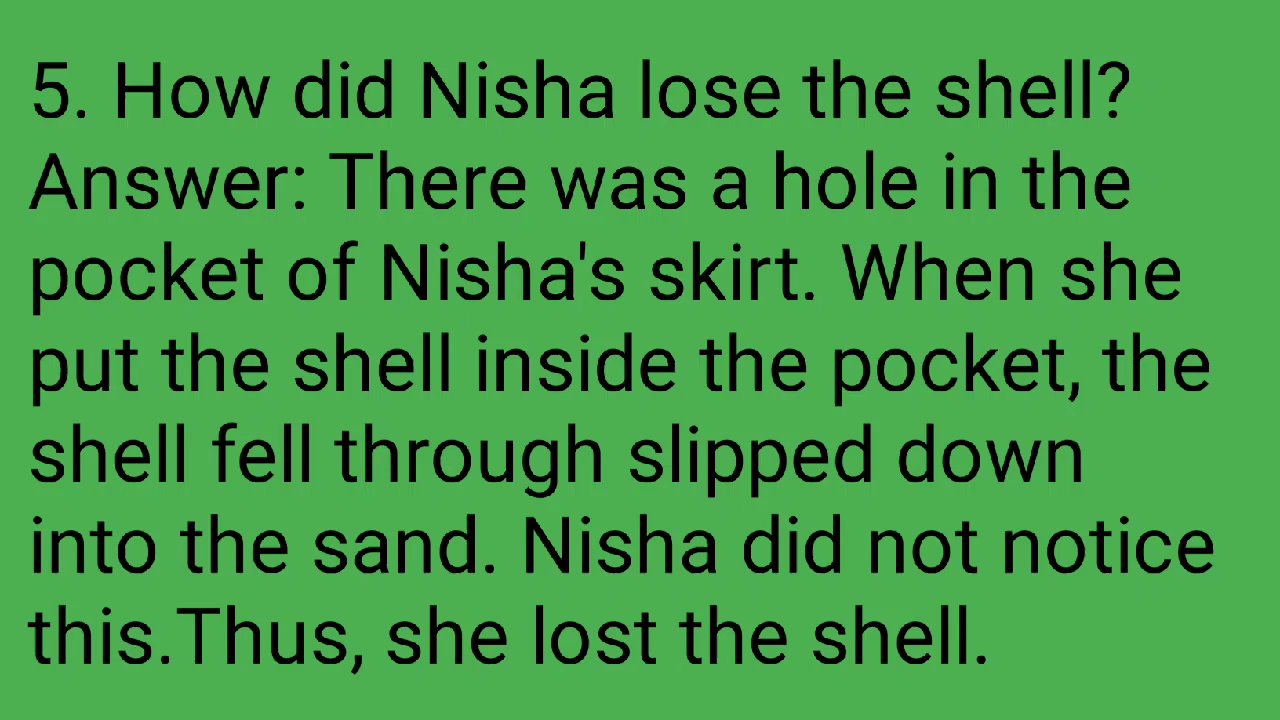 5. How did Nisha lose the shell?
Answer: There was a hole in the
pocket of Nisha's skirt. When she
put the shell inside the pocket, the
shell fell through slipped down
into the sand. Nisha did not notice
this.Thus, she lost the shell.